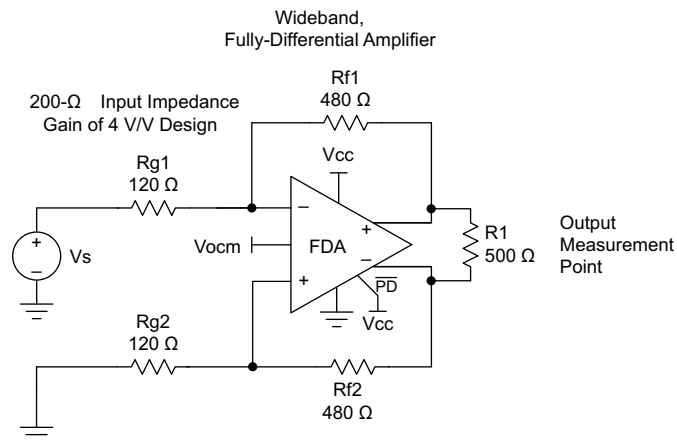 Wideband,
Fully-Differential Amplifier
200-Ω Input Impedance
Gain of 4 V/V Design
Rf1
480 Ω
Rg1
120 Ω
Vcc
−
+
Vs
Vocm
FDA
+
−
+
−
PD
Vcc
R1
500 Ω
Output
Measurement
Point
Rg2
120 Ω
Rf2
480 Ω